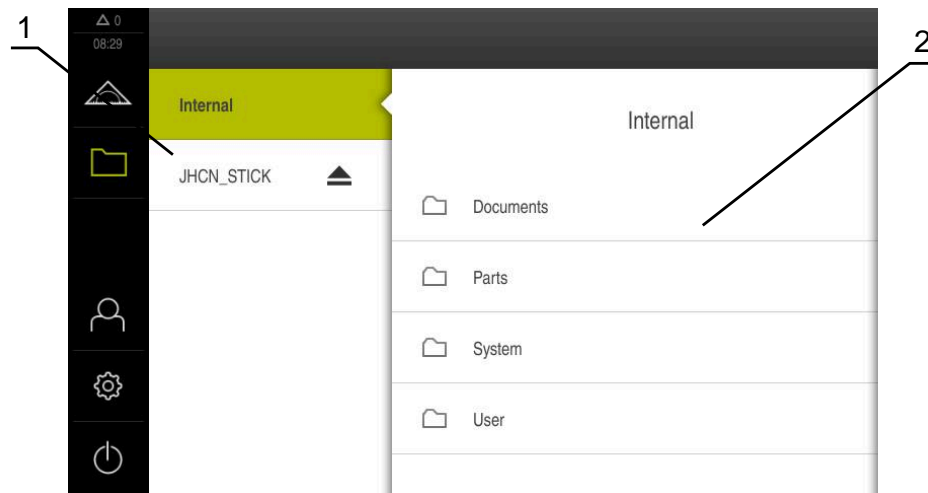 1
2
0
08:29
Internal
JHCN_STICK
Internal
Documents
Parts
System
User